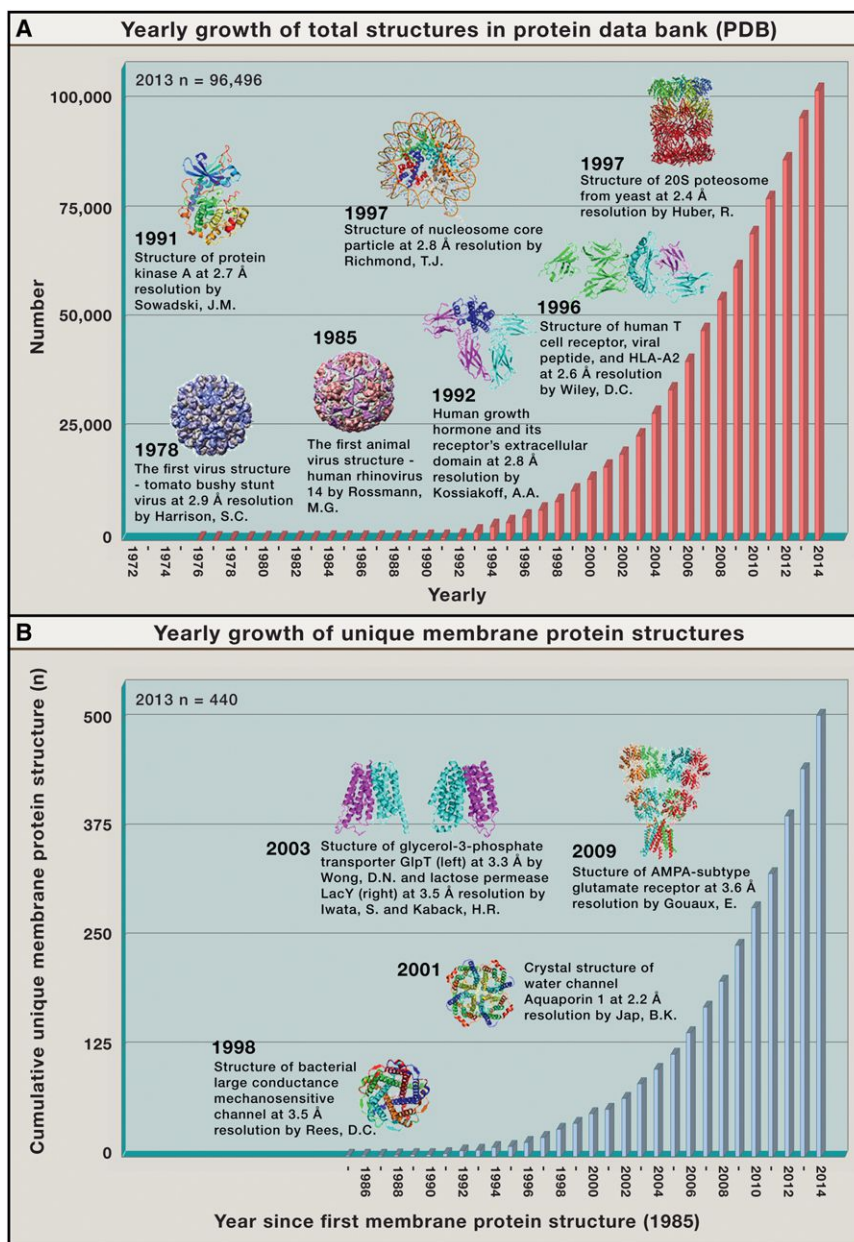 A Yearly growth of total structures in protein data bank (PDB)
2013 n = 96,496
Number
100,000
75,000
50,000
25,000
0
1991
Structure of protein
kinase A at 2.7 Å
resolution by
Sowadski, J.M.
1997
Structure of nucleosome core
particle at 2.8 Å resolution by
Richmond, T.J.
1997
Structure of 20S poteosome
from yeast at 2.4 Å
resolution by Huber, R.
1978
The first virus structure
- tomato bushy stunt
virus at 2.9 Å resolution
by Harrison, S.C.
1985
The first animal
virus structure -
human rhinovirus
14 by Rossmann,
M.G.
1992
Human growth
hormone and its
receptor's extracellular
domain at 2.8 Å
resolution by
Kossiakoff, A.A.
1996
Structure of human T
cell receptor, viral
peptide, and HLA-A2
at 2.6 Å resolution
by Wiley, D.C.
1972 - 1974 - 1976 - 1978 - 1980 - 1982 - 1984 - 1986 - 1988 - 1990 - 1992 - 1994 - 1996 - 1998 - 2000 - 2002 - 2004 - 2006 - 2008 - 2010 - 2012 - 2014
Yearly
B Yearly growth of unique membrane protein structures
2013 n = 440
Cumulative unique membrane protein structure (n)
500
375
250
125
0
2003 Stucture of glycerol-3-phosphate
transporter GlpT (left) at 3.3 Å by
Wong, D.N. and lactose permease
LacY (right) at 3.5 Å resolution by
Iwata, S. and Kaback, H.R.
2009
Stucture of AMPA-subtype
glutamate receptor at 3.6 Å
resolution by Gouaux, E.
2001 Crystal structure of
water channel
Aquaporin 1 at 2.2 Å
resolution by Jap, B.K.
1998
Structure of bacterial
large conductance
mechanosensitive
channel at 3.5 Å
resolution by Rees, D.C.
- 1986 - 1988 - 1990 - 1992 - 1994 - 1996 - 1998 - 2000 - 2002 - 2004 - 2006 - 2008 - 2010 - 2012 - 2014
Year since first membrane protein structure (1985)